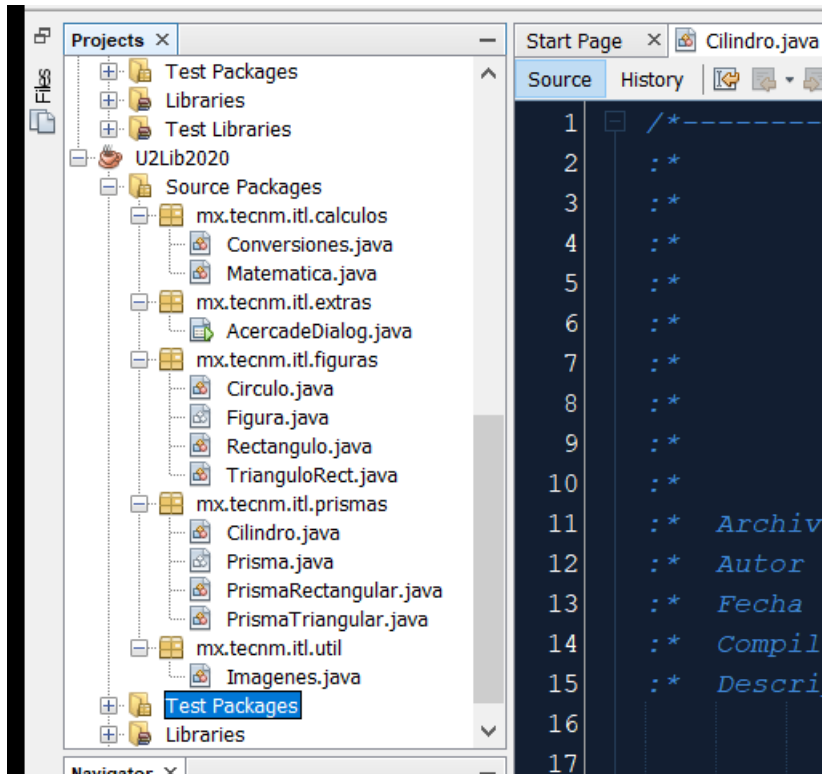 Projects
Files
Test Packages
Libraries
Test Libraries
U2Lib2020
Source Packages
mx.tecnm.itl.calculos
Conversiones.java
Matematica.java
mx.tecnm.itl.extras
AcercadeDialog.java
mx.tecnm.itl.figuras
Circulo.java
Figura.java
Rectangulo.java
TrianguloRect.java
mx.tecnm.itl.prismas
Cilindro.java
Prisma.java
PrismaRectangular.java
PrismaTriangular.java
mx.tecnm.itl.util
Imagenes.java
Test Packages
Libraries
Navigator
Start Page Cilindro.java
Source History
1 /*--------
2 :*
3 :*
4 :*
5 :*
6 :*
7 :*
8 :*
9 :*
10 :*
11 :* Archiv
12 :* Autor
13 :* Fecha
14 :* Compil
15 :* Descri
16
17